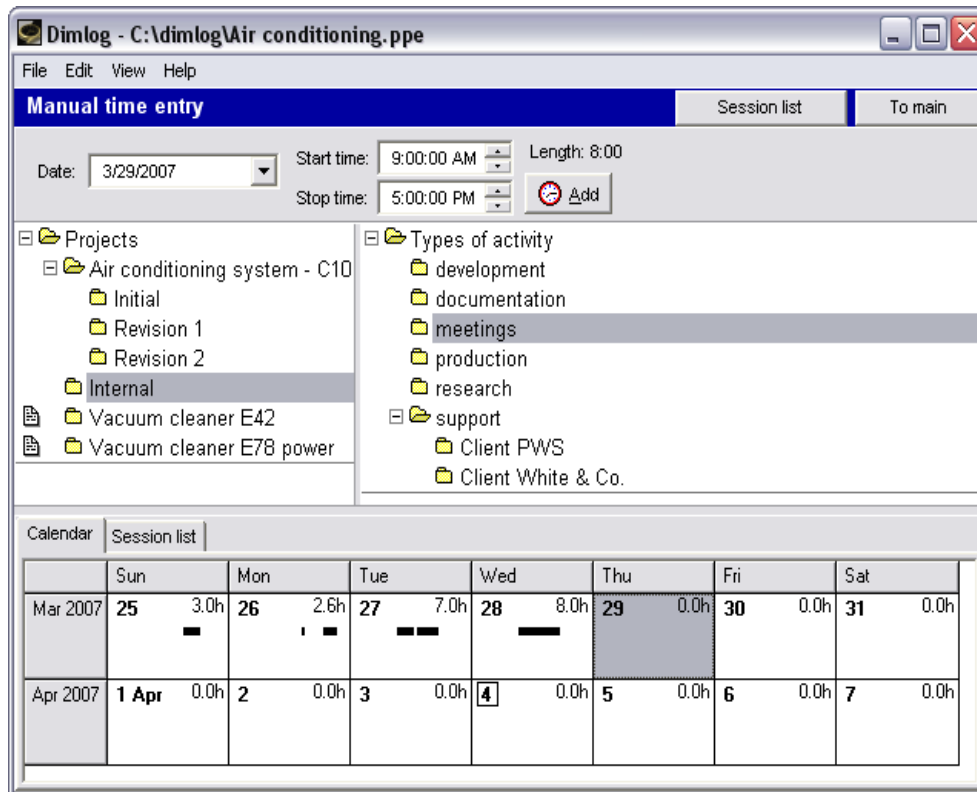 Dimlog - C:\dimlog\Air conditioning.ppe
File Edit View Help
Manual time entry Session list To main
Date: 3/29/2007 Start time: 9:00:00 AM Length: 8:00
Stop time: 5:00:00 PM Add
Projects
Air conditioning system - C10
Initial
Revision 1
Revision 2
Internal
Vacuum cleaner E42
Vacuum cleaner E78 power
Types of activity
development
documentation
meetings
production
research
support
Client PWS
Client White & Co.
Calendar Session list
Sun Mon Tue Wed Thu Fri Sat
Mar 2007 25 3.0h 26 2.6h 27 7.0h 28 8.0h 29 0.0h 30 0.0h 31 0.0h
Apr 2007 1 Apr 0.0h 2 0.0h 3 0.0h 4 0.0h 5 0.0h 6 0.0h 7 0.0h